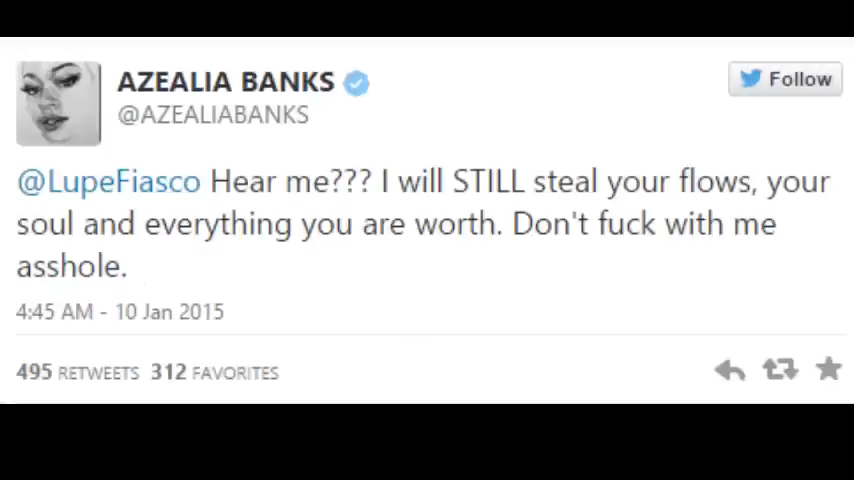 AZEALIA BANKS
@AZEALIABANKS
Follow
@LupeFiasco Hear me??? I will STILL steal your flows, your
soul and everything you are worth. Don't fuck with me
asshole.
4:45 AM - 10 Jan 2015
495 RETWEETS 312 FAVORITES